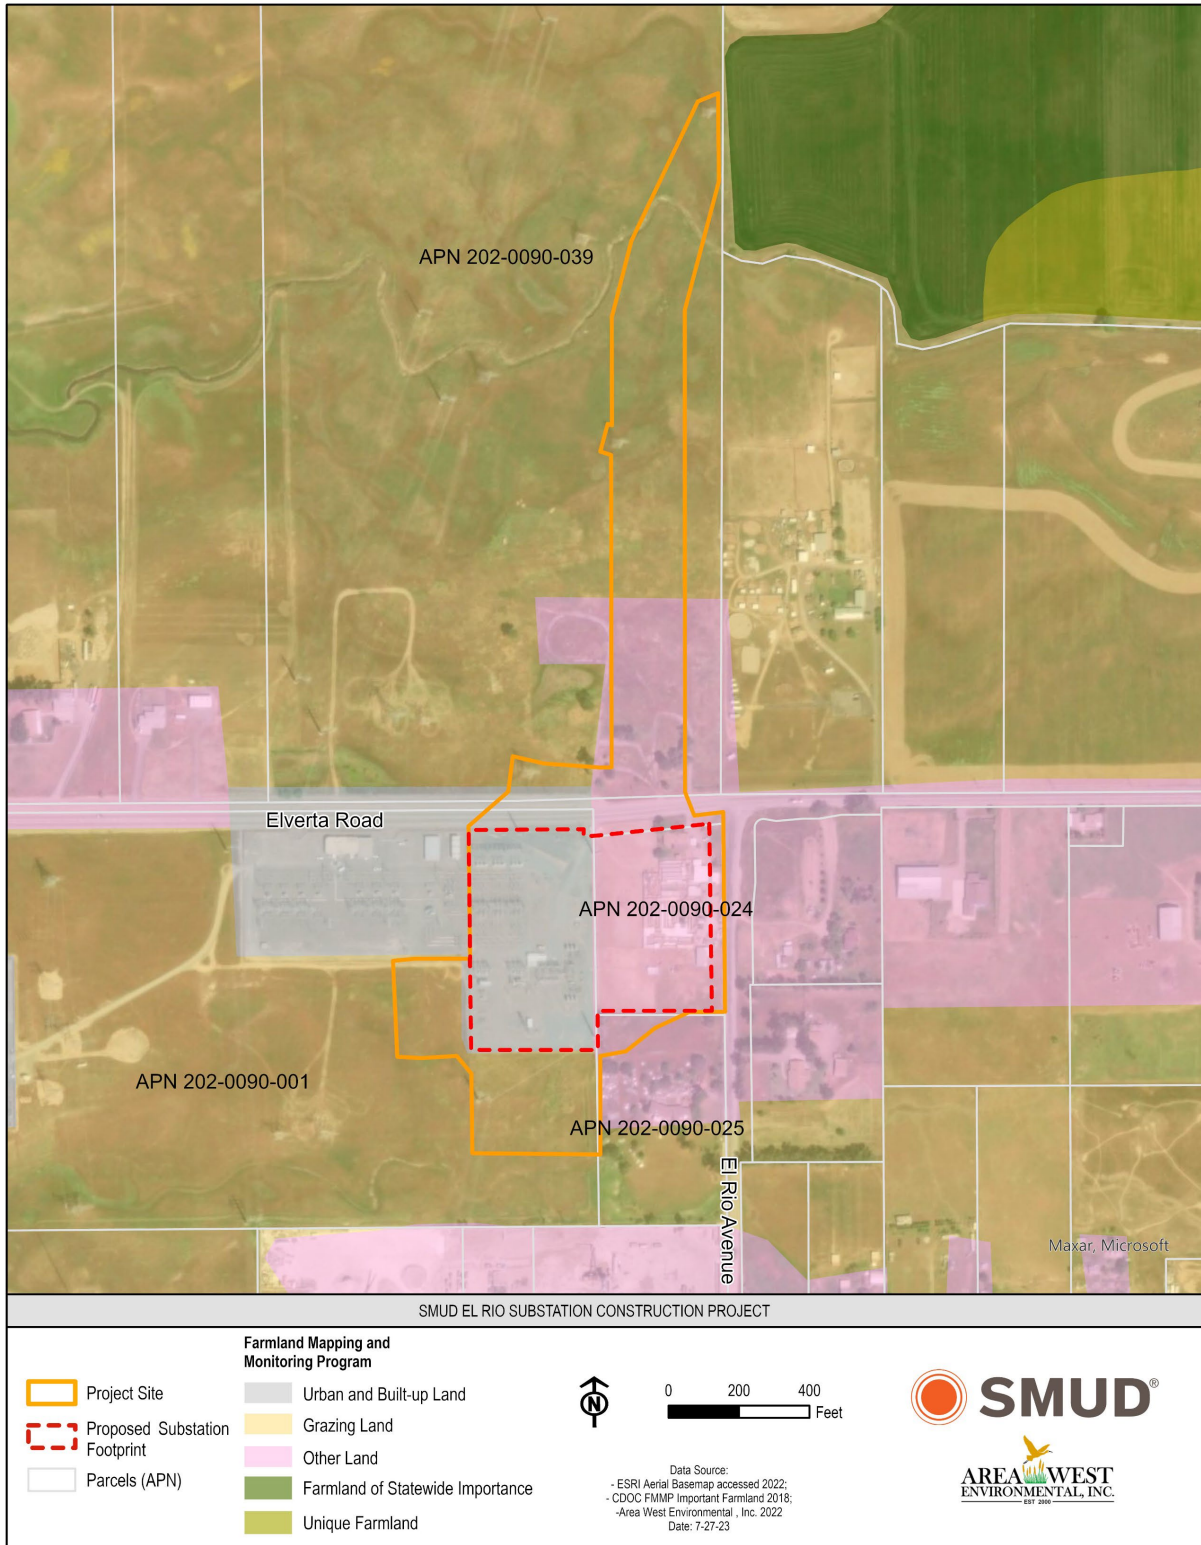 APN 202-0090-039
Elverta Road
APN 202-0090-024
APN 202-0090-001
APN 202-0090-025
El Rio Avenue
Maxar, Microsoft
SMUD EL RIO SUBSTATION CONSTRUCTION PROJECT
Project Site
Proposed Substation
Footprint
Parcels (APN)
Farmland Mapping and
Monitoring Program
Urban and Built-up Land
Grazing Land
Other Land
Farmland of Statewide Importance
Unique Farmland
N
0 200 400
Feet
Data Source:
- ESRI Aerial Basemap accessed 2022;
- CDOC FMMP Important Farmland 2018;
-Area West Environmental , Inc. 2022
Date: 7-27-23
SMUD®
AREA WEST
ENVIRONMENTAL, INC.
EST 2000